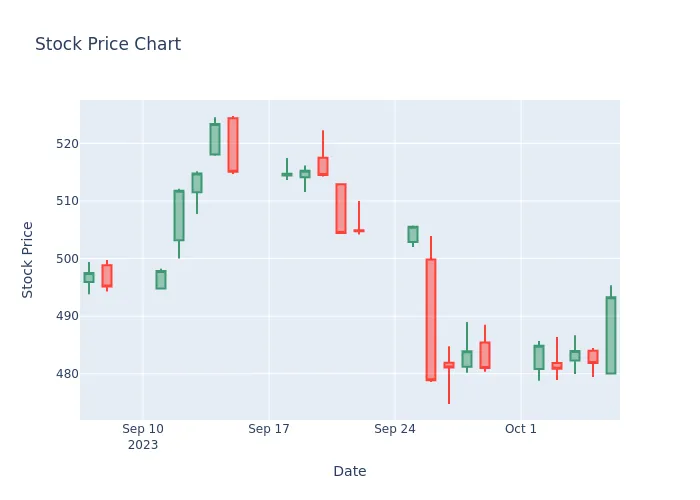 Stock Price Chart
520
510
500
490
480
Stock Price
Sep 10
2023
Sep 17
Sep 24
Oct 1
Date